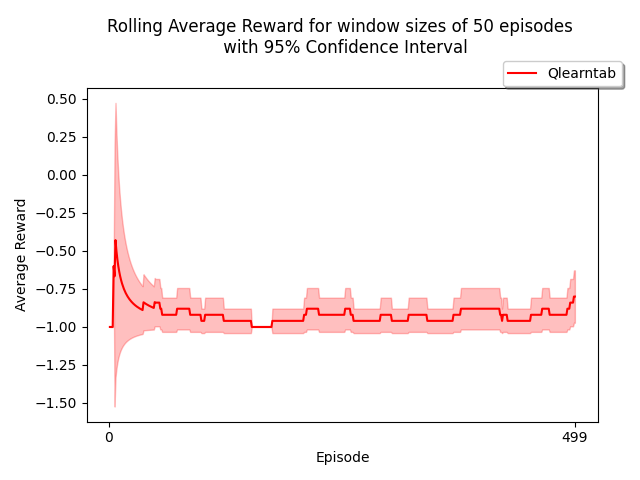 Rolling Average Reward for window sizes of 50 episodes
with 95% Confidence Interval
Qlearntab
0.50
0.25
0.00
−0.25
−0.50
−0.75
−1.00
−1.25
−1.50
Average Reward
0
499
Episode